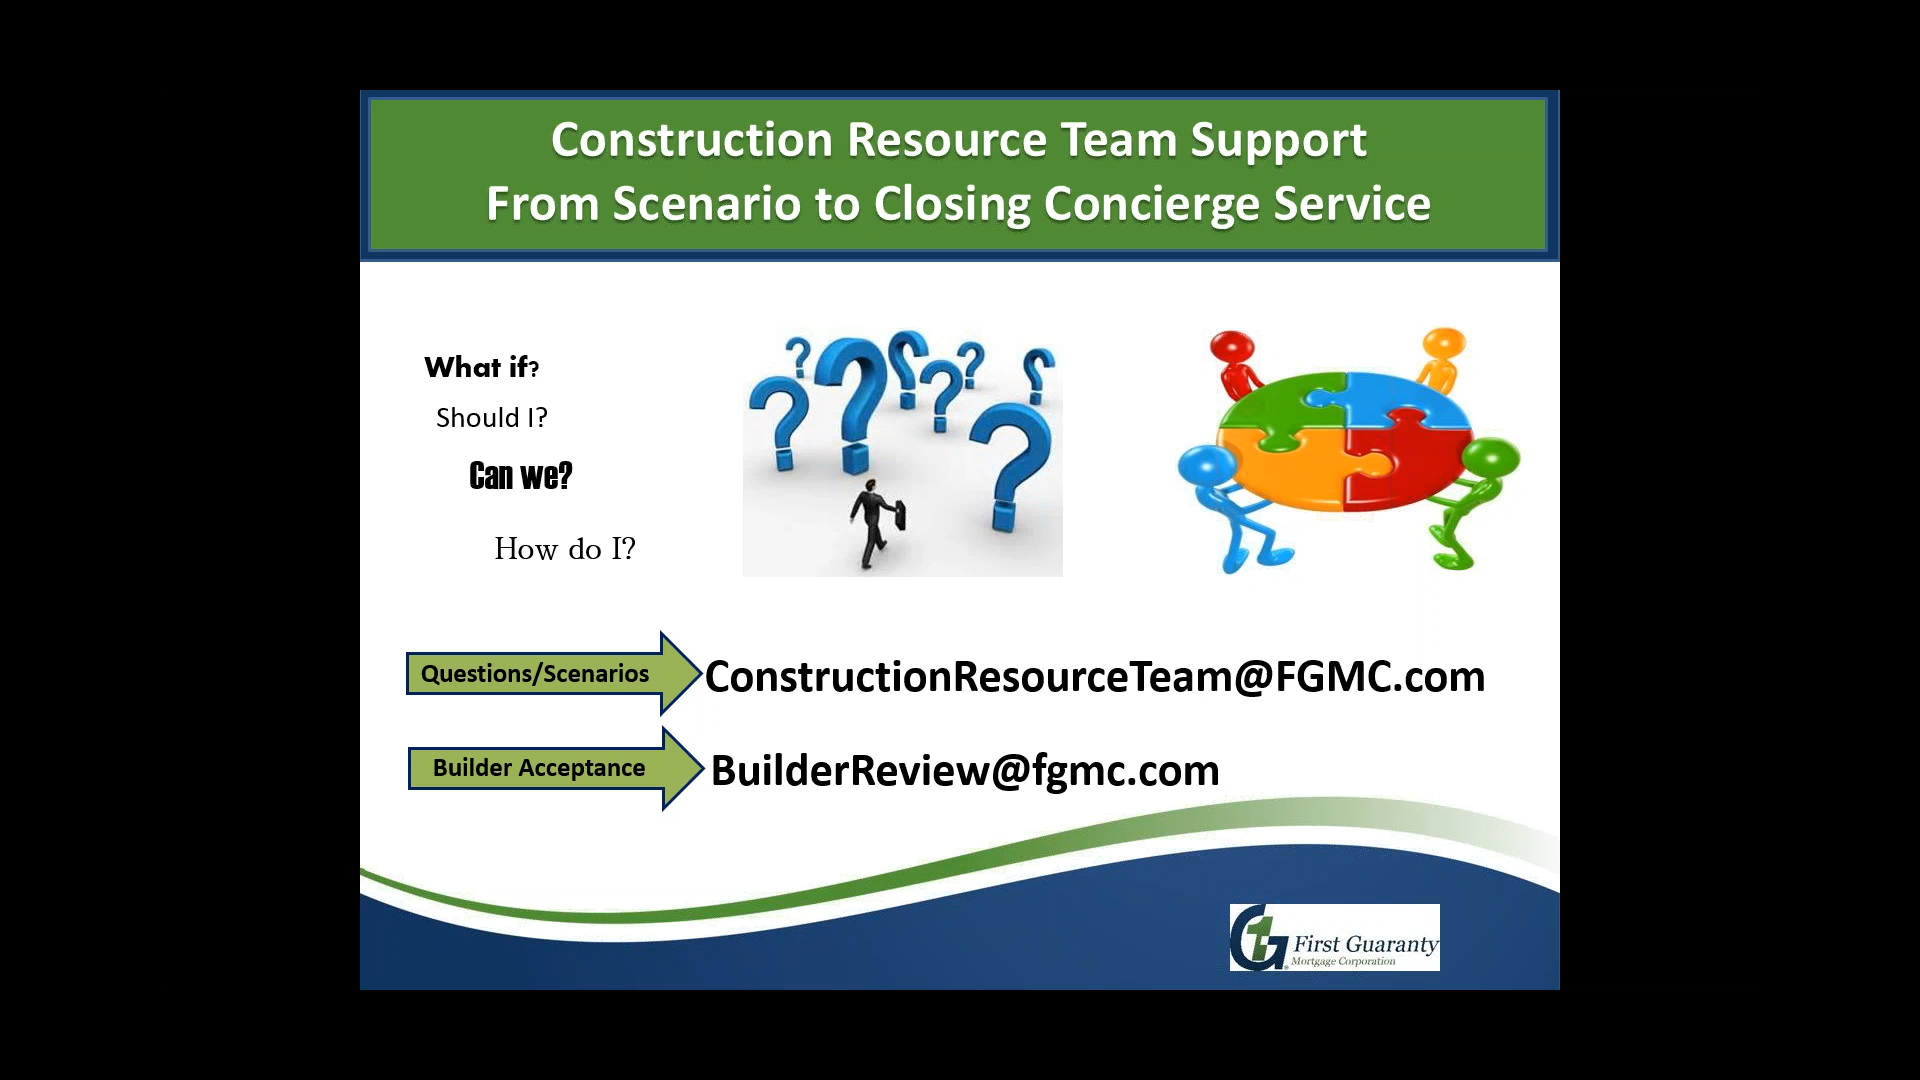 Construction Resource Team Support
From Scenario to Closing Concierge Service
What if?
Should I?
Can we?
How do I?
Questions/Scenarios
ConstructionResourceTeam@FGMC.com
Builder Acceptance
BuilderReview@fgmc.com
1G First Guaranty
Mortgage Corporation